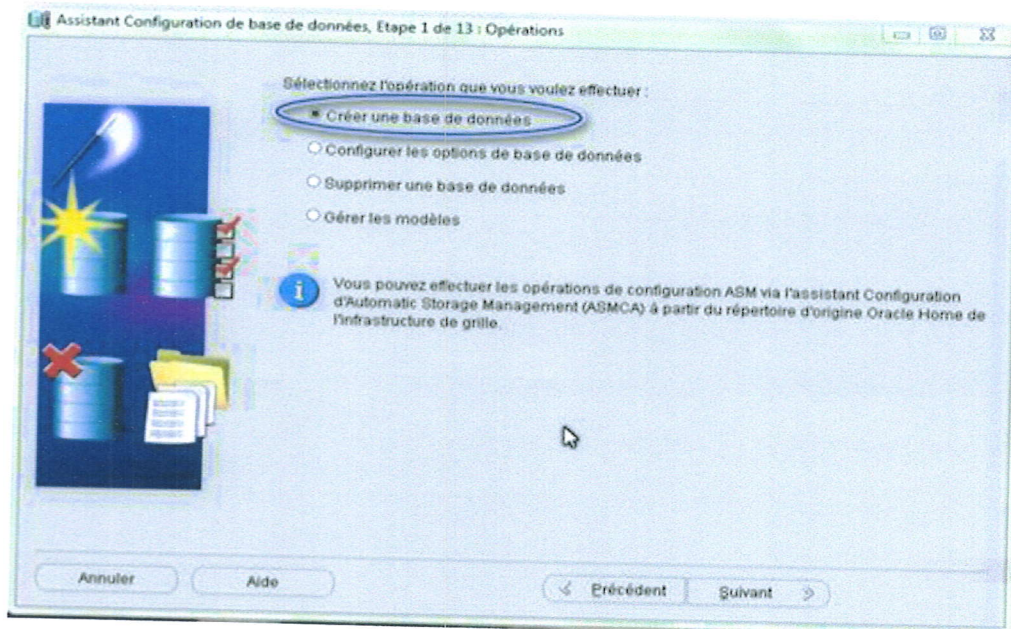 Assistant Configuration de base de données, Etape 1 de 13 : Opérations
Sélectionnez l'opération que vous voulez effectuer :
Créer une base de données
Configurer les options de base de données
Supprimer une base de données
Gérer les modèles
Vous pouvez effectuer les opérations de configuration ASM via l'assistant Configuration
d'Automatic Storage Management (ASMCA) à partir du répertoire d'origine Oracle Home de
l'infrastructure de grille.
Annuler
Aide
Précédent
Suivant